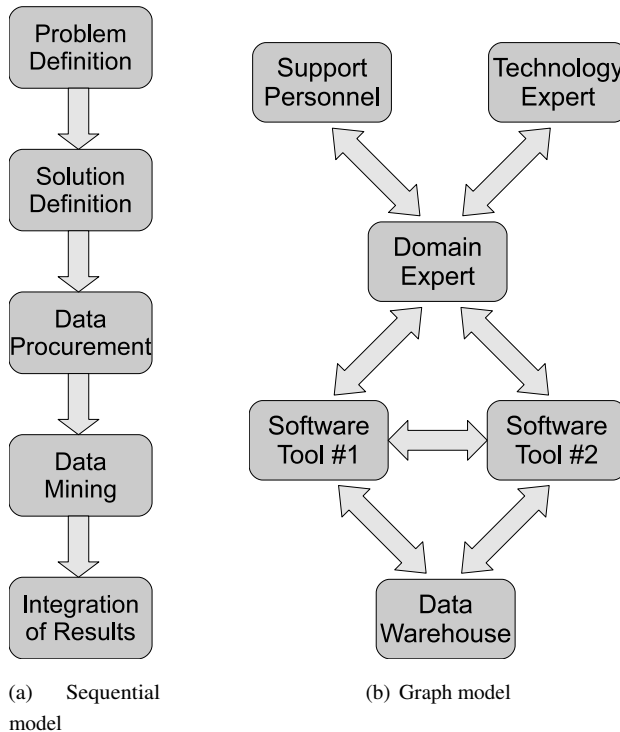 Problem
Definition
Solution
Definition
Data
Procurement
Data
Mining
Integration
of Results
(a) Sequential
model
Support
Personnel
Technology
Expert
Domain
Expert
Software
Tool #1
Software
Tool #2
Data
Warehouse
(b) Graph model